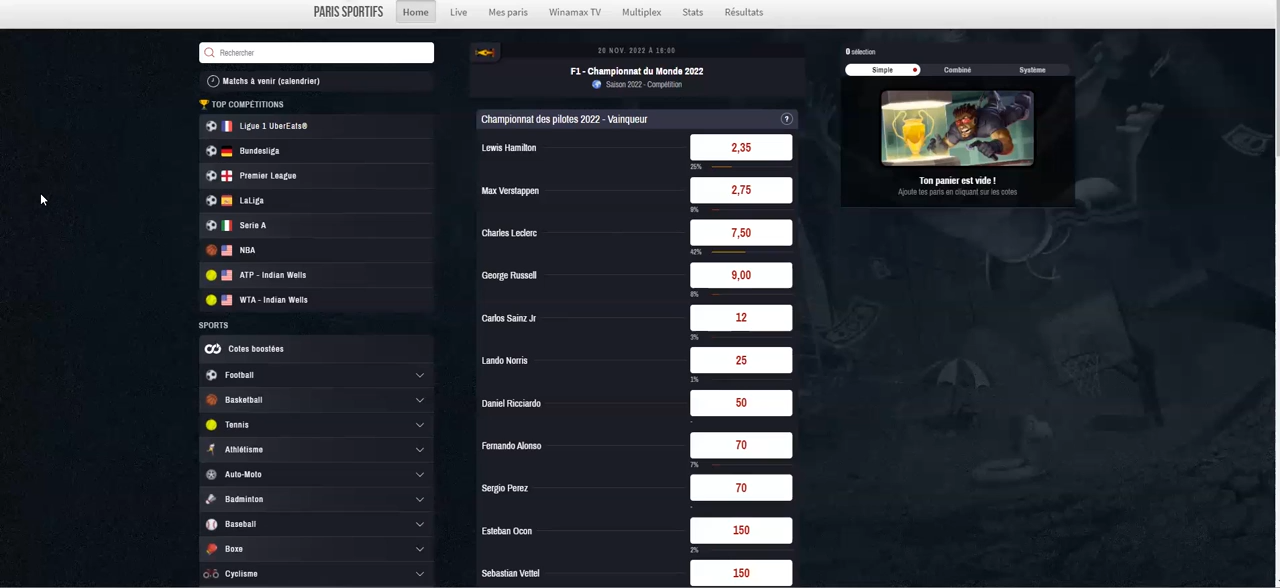 PARIS SPORTIFS Home Live Mes paris Winamax TV Multiplex Stats Résultats
Rechercher
Matchs à venir (calendrier)
TOP COMPÉTITIONS
Ligue 1 UberEats®
Bundesliga
Premier League
LaLiga
Serie A
NBA
ATP - Indian Wells
WTA - Indian Wells
SPORTS
Cotes boostées
Football
Basketball
Tennis
Athlétisme
Auto-Moto
Badminton
Baseball
Boxe
Cyclisme
20 NOV. 2022 À 18:00
F1 - Championnat du Monde 2022
Saison 2022 - Compétition
Championnat des pilotes 2022 - Vainqueur ?
Lewis Hamilton 2,35
25%
Max Verstappen 2,75
9%
Charles Leclerc 7,50
42%
George Russell 9,00
8%
Carlos Sainz Jr 12
3%
Lando Norris 25
1%
Daniel Ricciardo 50
-
Fernando Alonso 70
7%
Sergio Perez 70
-
Esteban Ocon 150
2%
Sebastian Vettel 150
0 sélection
Simple Combiné Système
Ton panier est vide !
Ajoute tes paris en cliquant sur les cotes